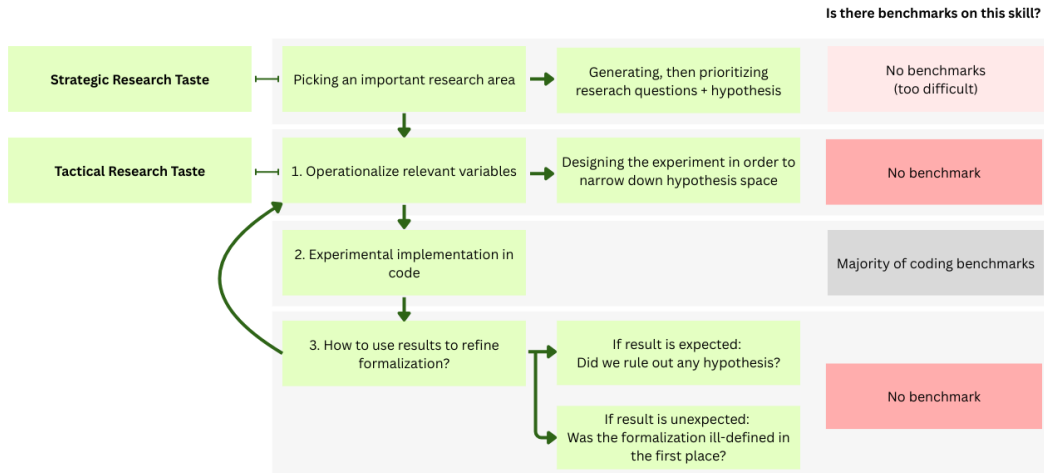 Is there benchmarks on this skill?
Strategic Research Taste
Picking an important research area
Generating, then prioritizing
reserach questions + hypothesis
No benchmarks
(too difficult)
Tactical Research Taste
1. Operationalize relevant variables
Designing the experiment in order to
narrow down hypothesis space
No benchmark
2. Experimental implementation in
code
Majority of coding benchmarks
3. How to use results to refine
formalization?
If result is expected:
Did we rule out any hypothesis?
No benchmark
If result is unexpected:
Was the formalization ill-defined in
the first place?